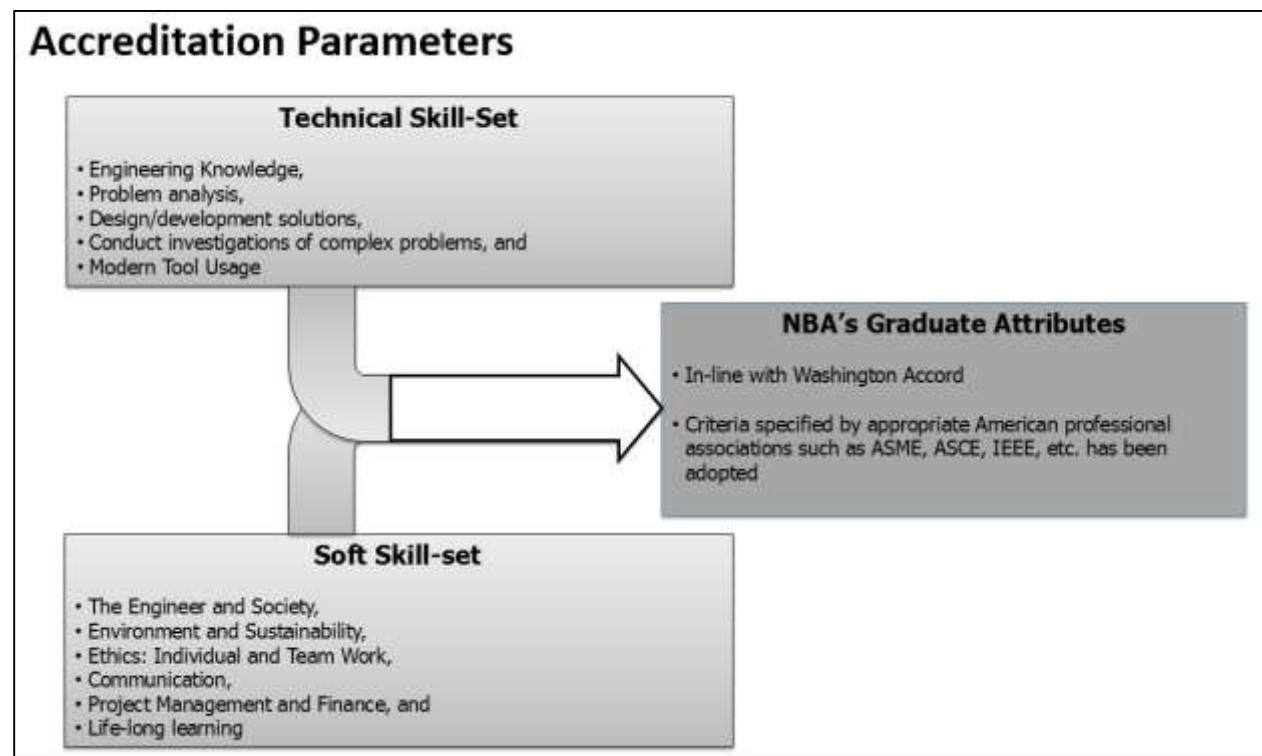 Accreditation Parameters
Technical Skill-Set
• Engineering Knowledge,
• Problem analysis,
• Design/development solutions,
• Conduct investigations of complex problems, and
• Modern Tool Usage
NBA's Graduate Attributes
• In-line with Washington Accord
• Criteria specified by appropriate American professional
associations such as ASME, ASCE, IEEE, etc. has been
adopted
Soft Skill-set
• The Engineer and Society,
• Environment and Sustainability,
• Ethics: Individual and Team Work,
• Communication,
• Project Management and Finance, and
• Life-long learning